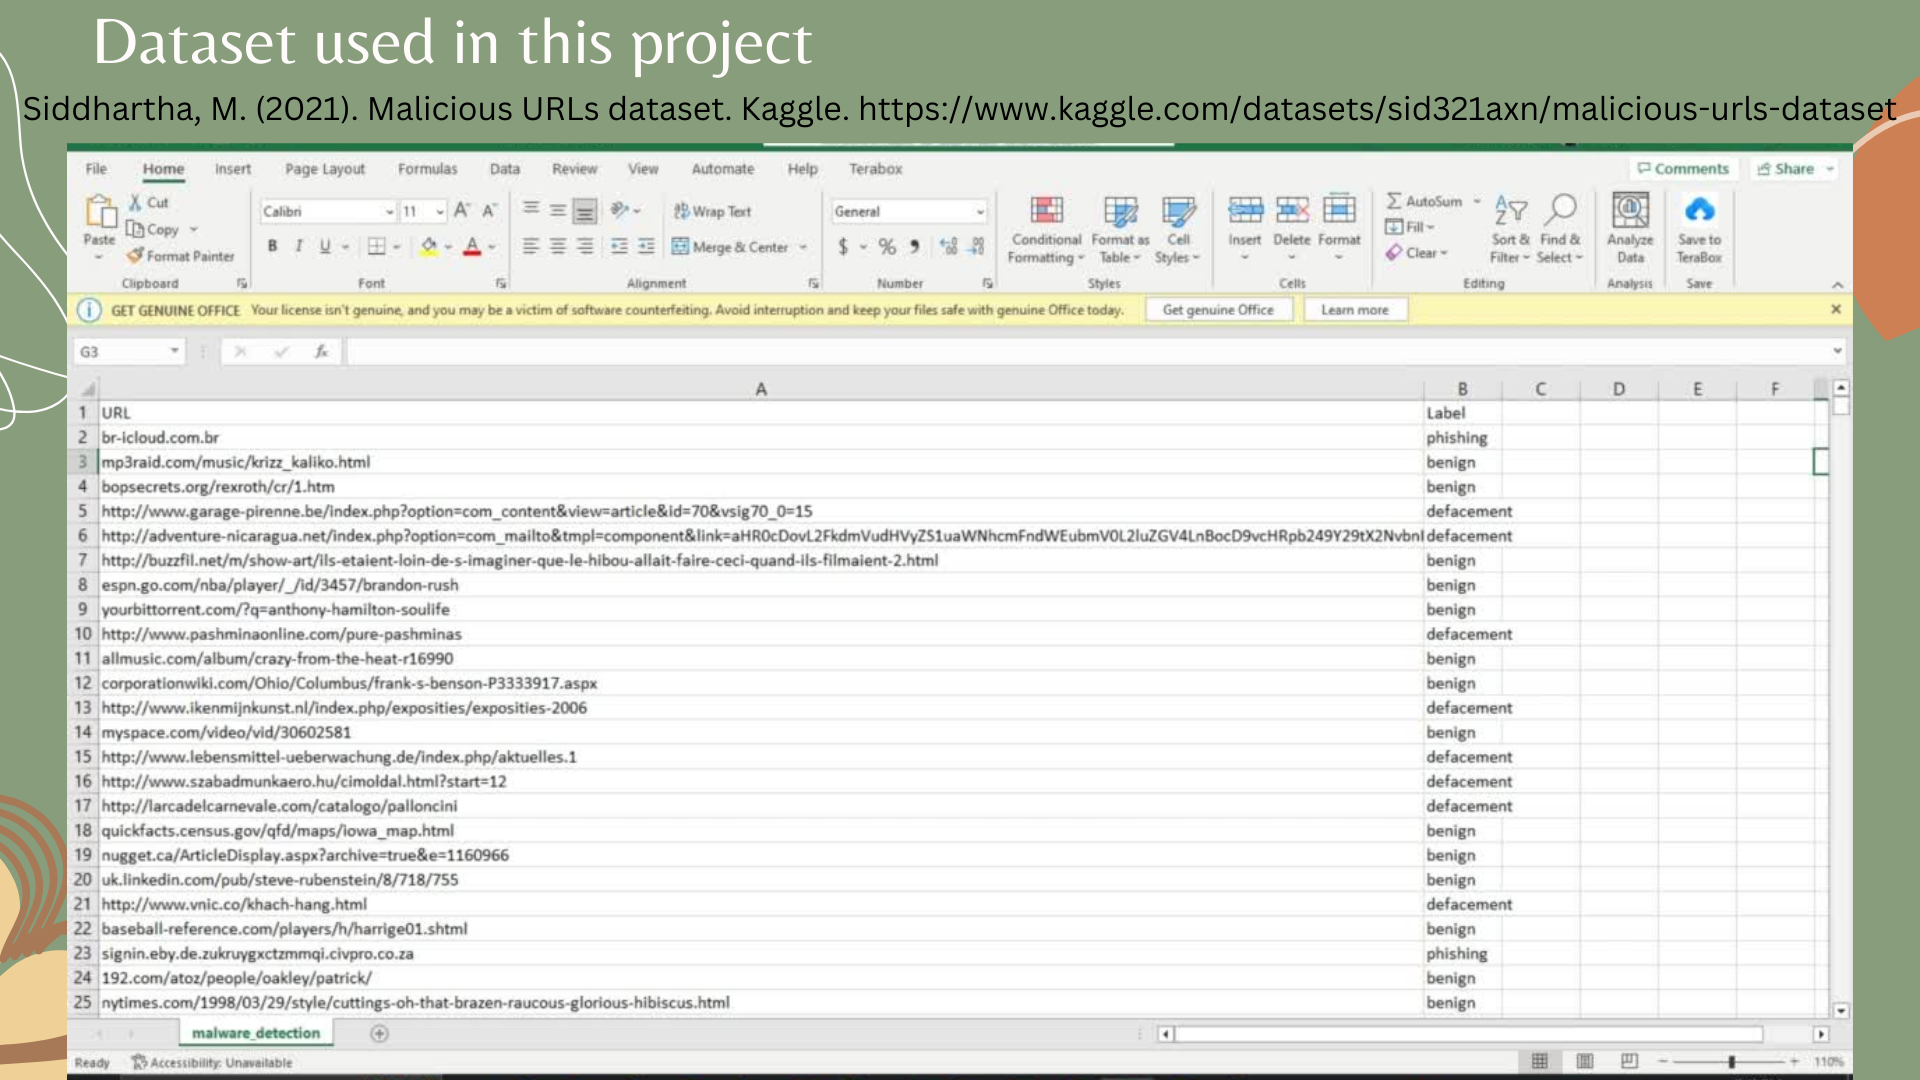 Dataset used in this project
Siddhartha, M. (2021). Malicious URLs dataset. Kaggle. https://www.kaggle.com/datasets/sid321axn/malicious-urls-dataset
File Home Insert Page Layout Formulas Data Review View Automate Help Terabox Comments Share
Paste Cut Copy Format Painter Clipboard
Calibri 11 A A B I U A Font
Wrap Text Merge & Center Alignment
General $ % , Number
Conditional Formatting Format as Table Cell Styles Styles
Insert Delete Format Cells
AutoSum Fill Clear Sort & Filter Find & Select Editing
Analyze Data Analysis
Save to TeraBox Save
GET GENUINE OFFICE Your license isn't genuine, and you may be a victim of software counterfeiting. Avoid interruption and keep your files safe with genuine Office today. Get genuine Office Learn more
G3 fx
A B C D E F
1 URL Label
2 br-icloud.com.br phishing
3 mp3raid.com/music/krizz_kaliko.html benign
4 bopsecrets.org/rexroth/cr/1.htm benign
5 http://www.garage-pirenne.be/index.php?option=com_content&view=article&id=70&vsig70_0=15 defacement
6 http://adventure-nicaragua.net/index.php?option=com_mailto&tmpl=component&link=aHR0cDovL2FkdmVudHVyZS1uaWNhcmFndWEubmV0L2luZGV4LnBocD9vcHRpb249Y29tX2Nvbnl defacement
7 http://buzzfil.net/m/show-art/ils-etaient-loin-de-s-imaginer-que-le-hibou-allait-faire-ceci-quand-ils-filmaient-2.html benign
8 espn.go.com/nba/player/_/id/3457/brandon-rush benign
9 yourbittorrent.com/?q=anthony-hamilton-soulife benign
10 http://www.pashminaonline.com/pure-pashminas defacement
11 allmusic.com/album/crazy-from-the-heat-r16990 benign
12 corporationwiki.com/Ohio/Columbus/frank-s-benson-P3333917.aspx benign
13 http://www.ikenmijnkunst.nl/index.php/exposities/exposities-2006 defacement
14 myspace.com/video/vid/30602581 benign
15 http://www.lebensmittel-ueberwachung.de/index.php/aktuelles.1 defacement
16 http://www.szabadmunkaero.hu/cimoldal.html?start=12 defacement
17 http://larcadelcarnevale.com/catalogo/palloncini defacement
18 quickfacts.census.gov/qfd/maps/iowa_map.html benign
19 nugget.ca/ArticleDisplay.aspx?archive=true&e=1160966 benign
20 uk.linkedin.com/pub/steve-rubenstein/8/718/755 benign
21 http://www.vnic.co/khach-hang.html defacement
22 baseball-reference.com/players/h/harrige01.shtml benign
23 signin.eby.de.zukruygxctzmmqi.civpro.co.za phishing
24 192.com/atoz/people/oakley/patrick/ benign
25 nytimes.com/1998/03/29/style/cuttings-oh-that-brazen-raucous-glorious-hibiscus.html benign
malware_detection
Ready Accessibility: Unavailable 110%